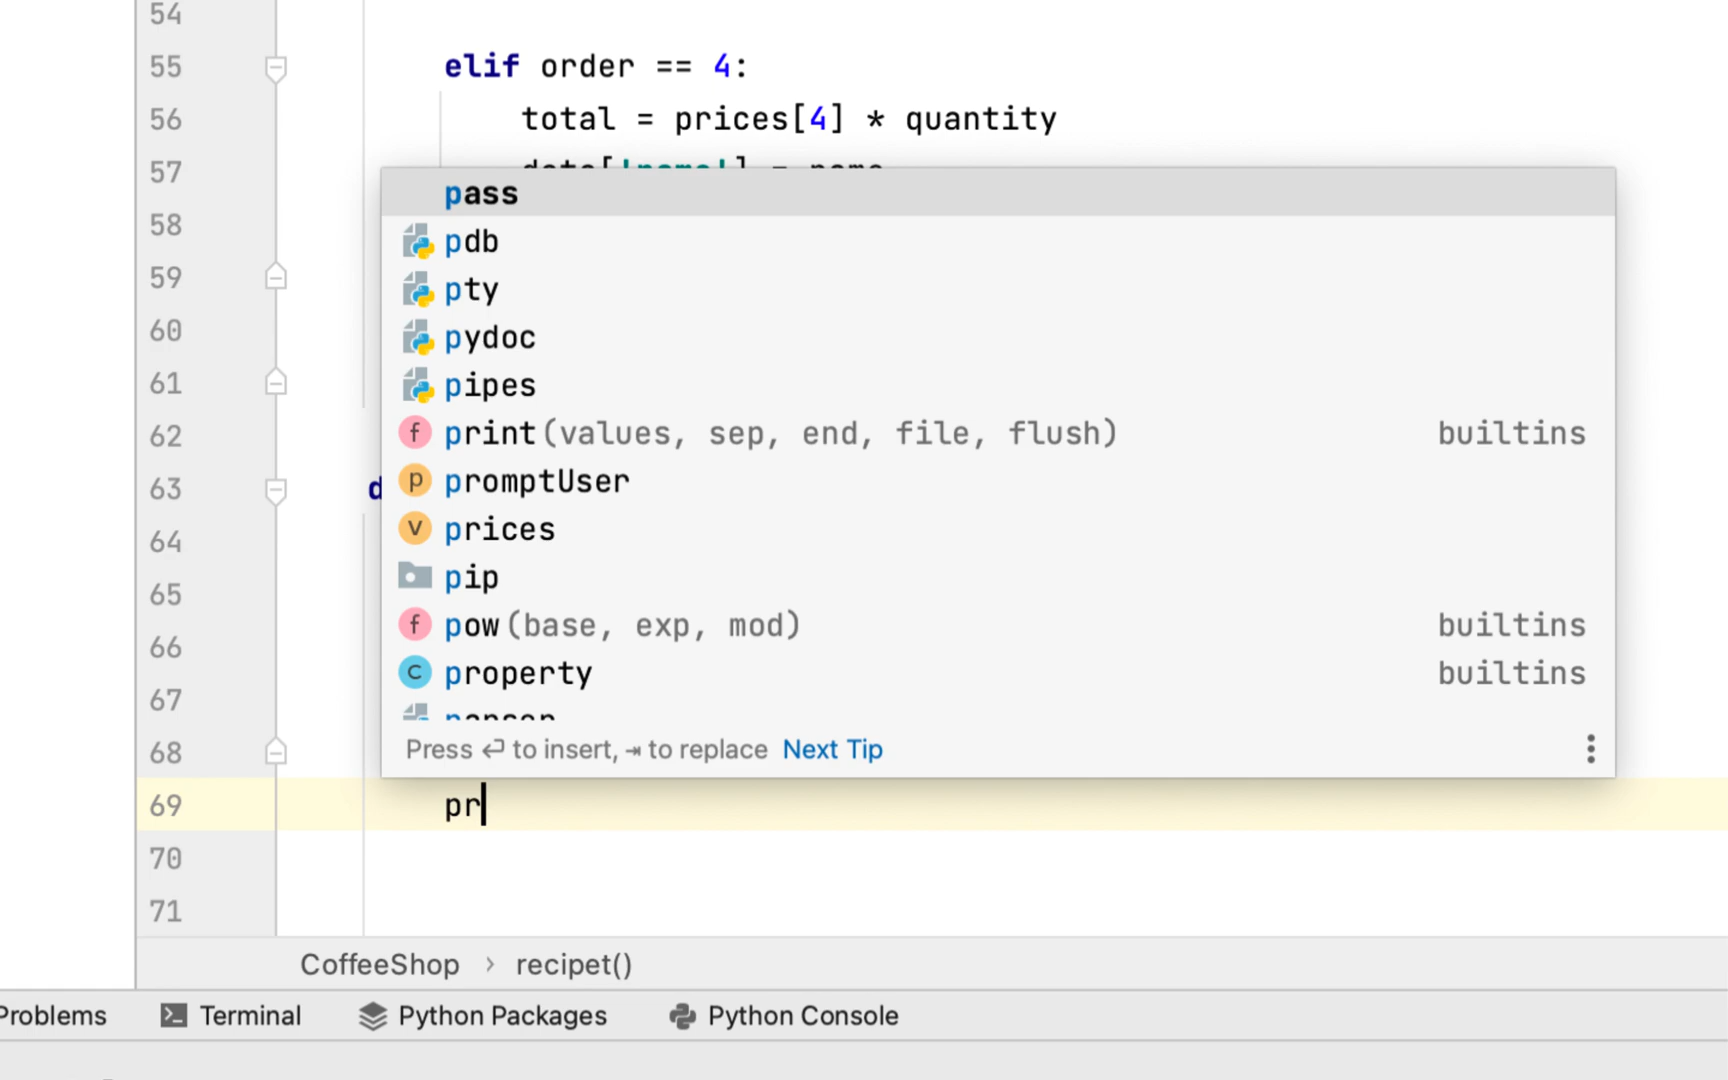 54
55 elif order == 4:
56 total = prices[4] * quantity
57
pass
58 pdb
59 pty
60 pydoc
61 pipes
62 print(values, sep, end, file, flush) builtins
63 d promptUser
64 prices
65 pip
66 pow(base, exp, mod) builtins
67 property builtins
68 Press ⏎ to insert, ⇥ to replace Next Tip
69 pr
70
71
CoffeeShop › recipet()
Problems Terminal Python Packages Python Console